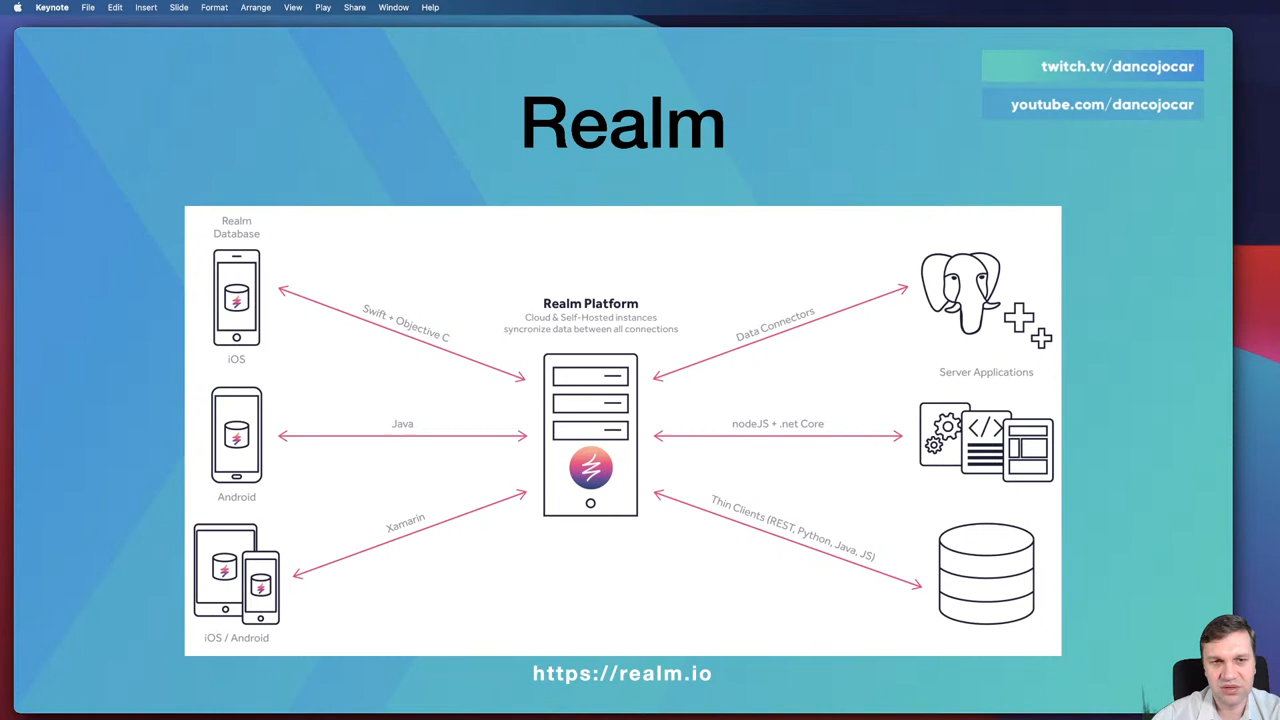 Keynote File Edit Insert Slide Format Arrange View Play Share Window Help
twitch.tv/dancojocar
youtube.com/dancojocar
Realm
Realm
Database
iOS
Android
iOS / Android
Swift + Objective C
Java
Xamarin
Realm Platform
Cloud & Self-Hosted instances
syncronize data between all connections
Data Connectors
nodeJS + .net Core
Thin Clients (REST, Python, Java, JS)
Server Applications
</>
https://realm.io